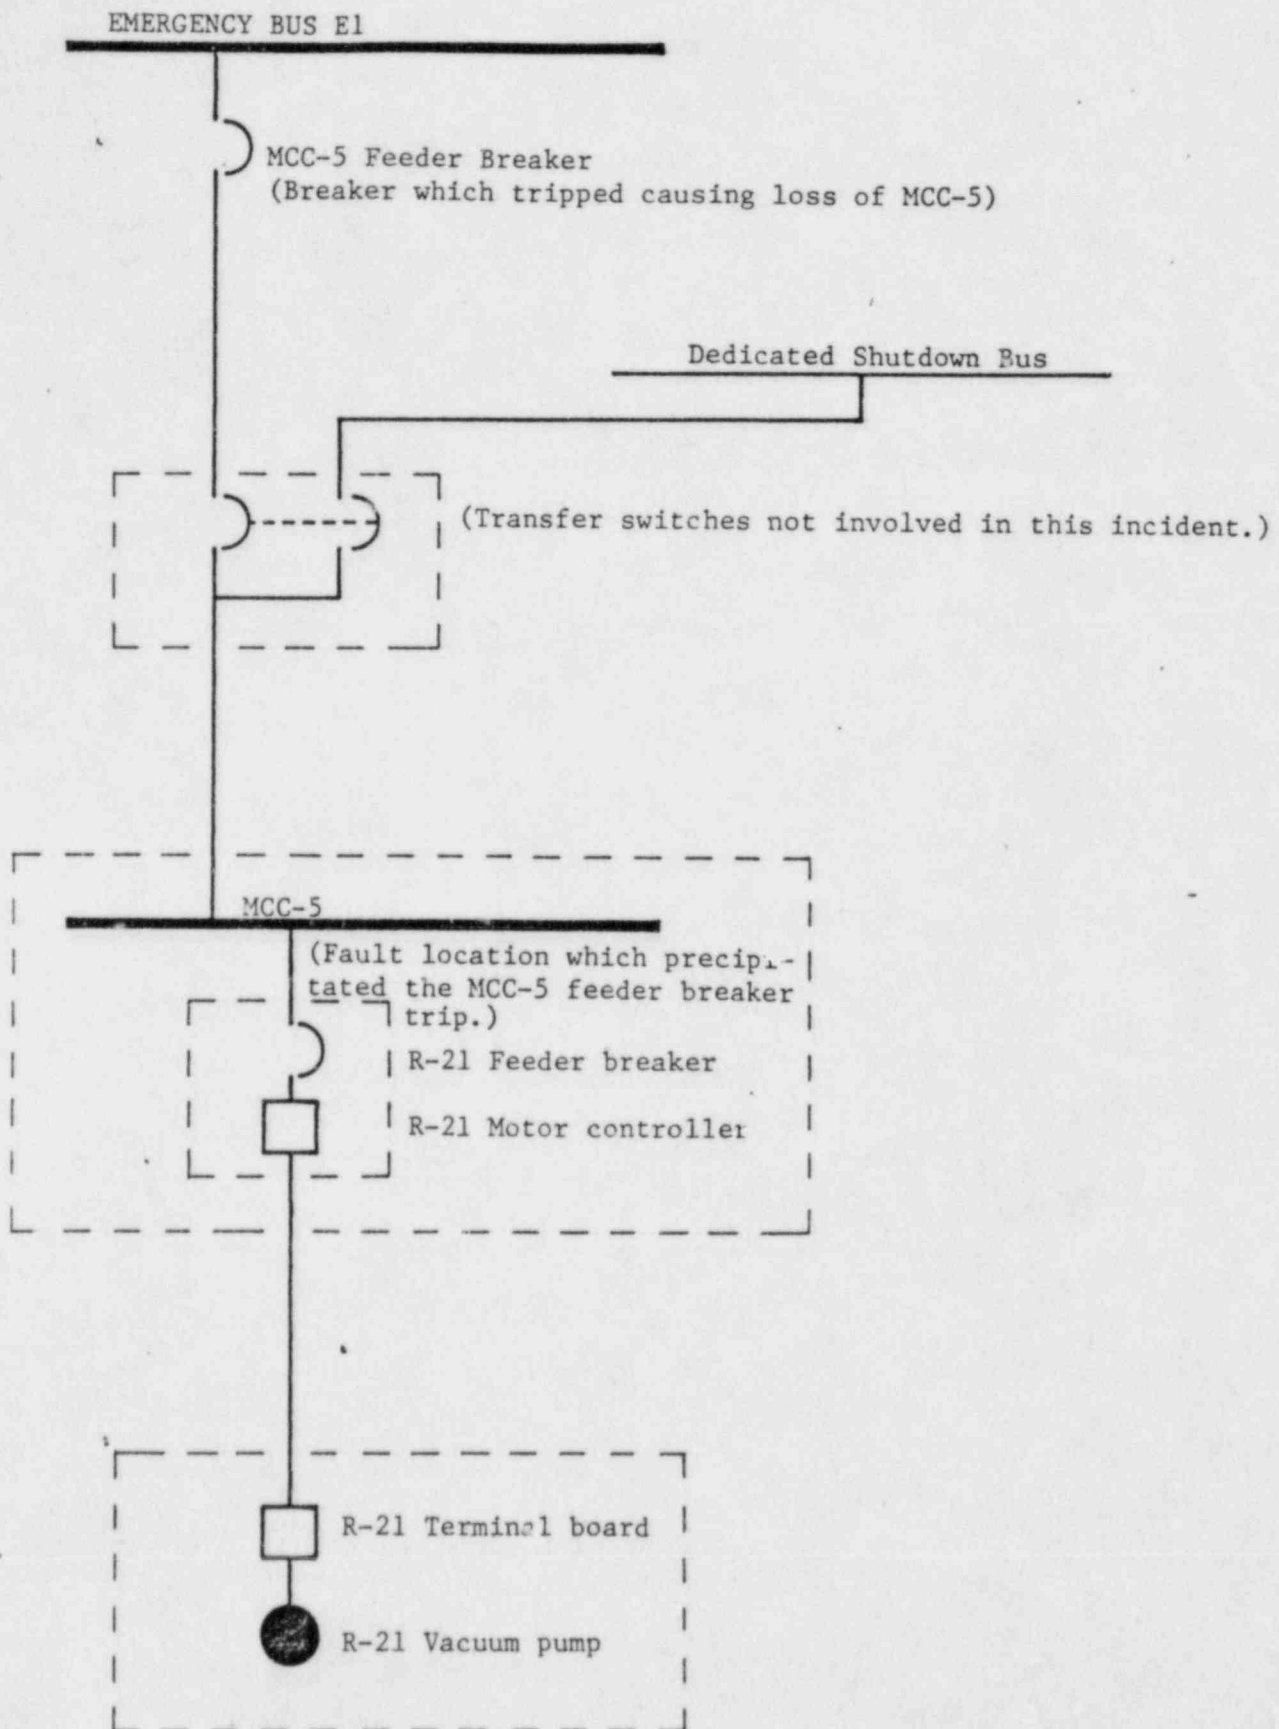 EMERGENCY BUS E1
MCC-5 Feeder Breaker
(Breaker which tripped causing loss of MCC-5)
Dedicated Shutdown Bus
(Transfer switches not involved in this incident.)
MCC-5
(Fault location which precipi-
tated the MCC-5 feeder breaker
trip.)
R-21 Feeder breaker
R-21 Motor controller
R-21 Terminal board
R-21 Vacuum pump